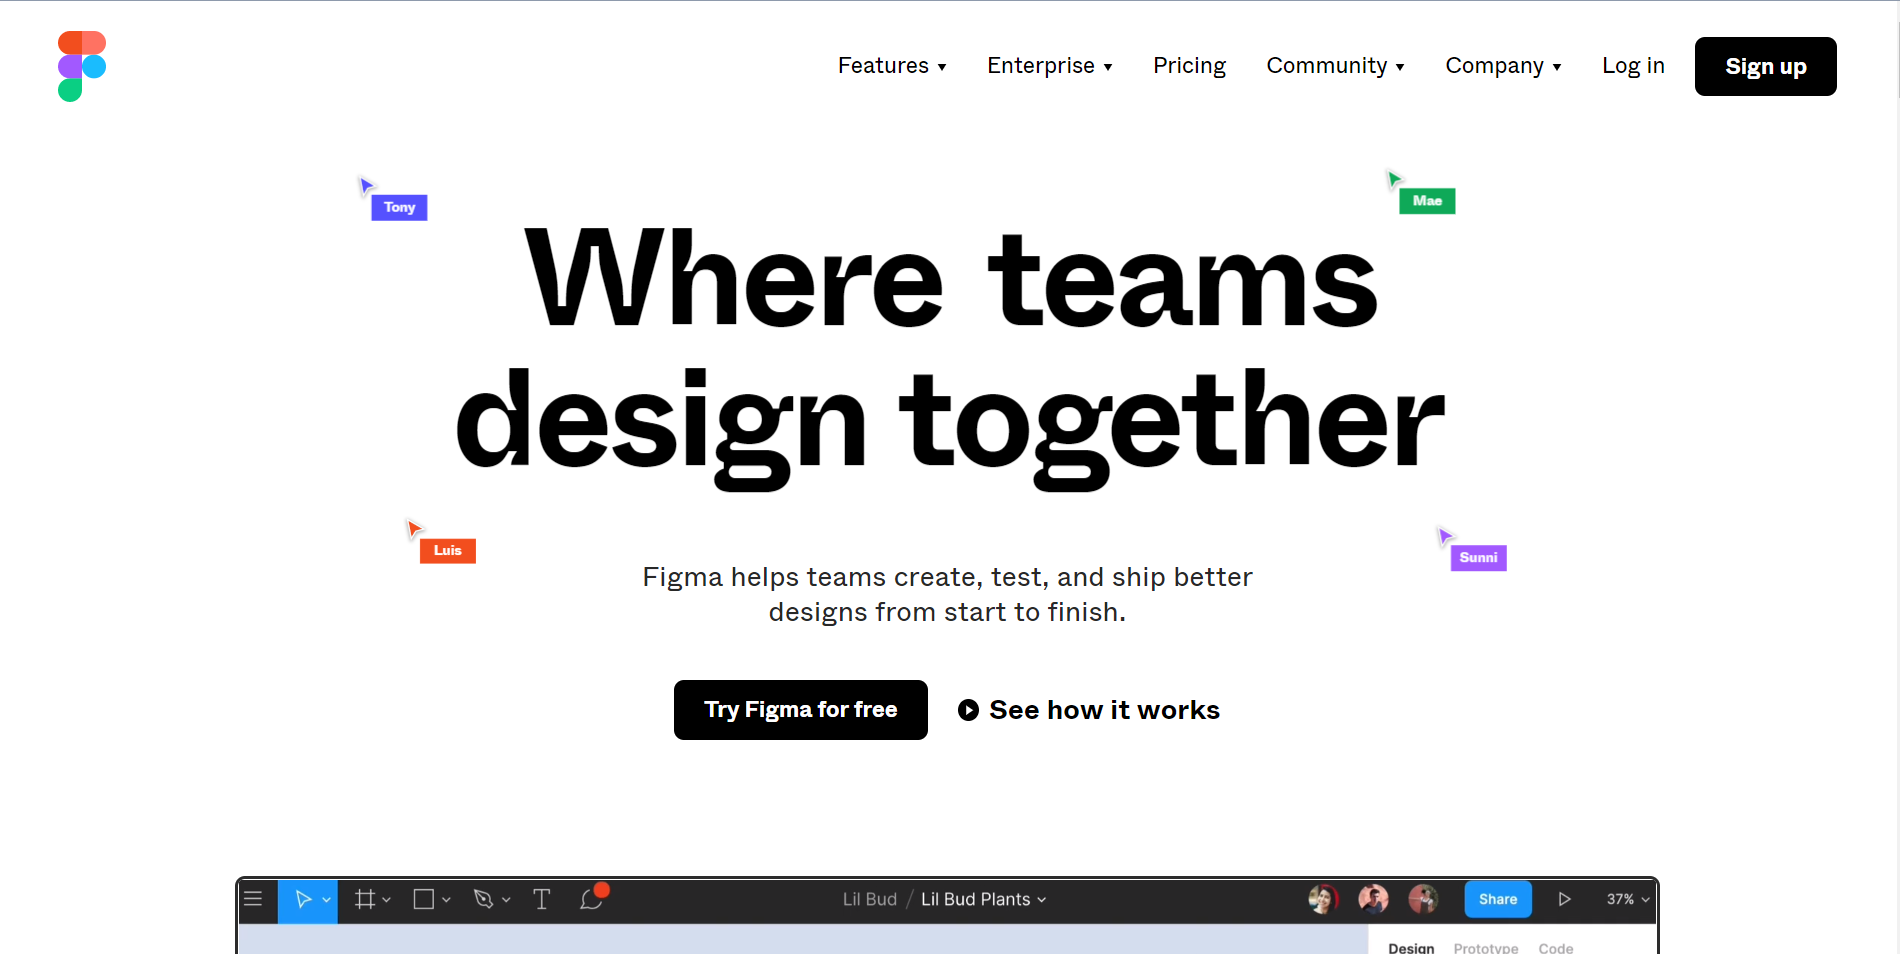 Features
Enterprise
Pricing
Community
Company
Log in
Sign up
Tony
Mae
Where teams
design together
Luis
Sunni
Figma helps teams create, test, and ship better
designs from start to finish.
Try Figma for free
See how it works
Lil Bud / Lil Bud Plants
Share
37%
Design
Prototype
Code